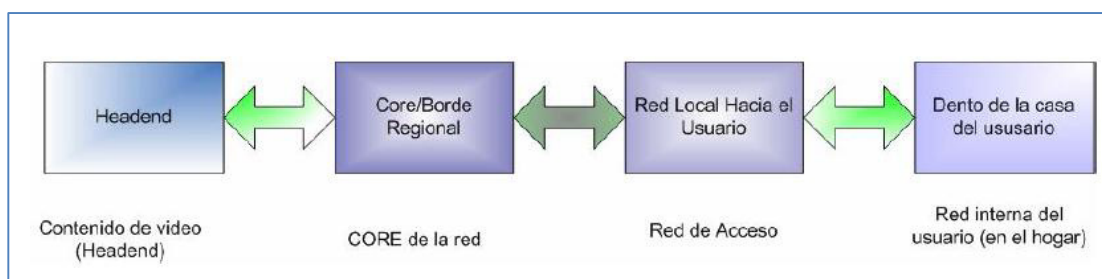 Headend
Core/Borde
Regional
Red Local Hacia el
Usuario
Dento de la casa
del ususario
Contenido de video
(Headend)
CORE de la red
Red de Acceso
Red interna del
usuario (en el hogar)